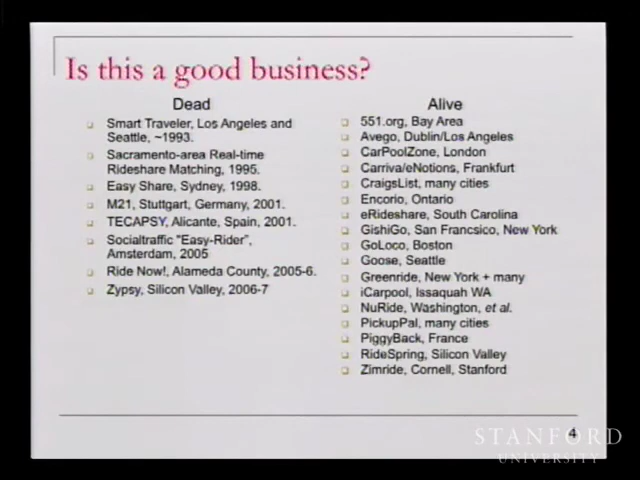 Is this a good business?
Dead
Smart Traveler, Los Angeles and
Seattle, ~1993.
Sacramento-area Real-time
Rideshare Matching, 1995.
Easy Share, Sydney, 1998.
M21, Stuttgart, Germany, 2001.
TECAPSY, Alicante, Spain, 2001.
Socialtraffic "Easy-Rider",
Amsterdam, 2005
Ride Now!, Alameda County, 2005-6.
Zypsy, Silicon Valley, 2006-7
Alive
551.org, Bay Area
Avego, Dublin/Los Angeles
CarPoolZone, London
Carriva/eNotions, Frankfurt
CraigsList, many cities
Encorio, Ontario
eRideshare, South Carolina
GishiGo, San Francsico, New York
GoLoco, Boston
Goose, Seattle
Greenride, New York + many
iCarpool, Issaquah WA
NuRide, Washington, et al.
PickupPal, many cities
PiggyBack, France
RideSpring, Silicon Valley
Zimride, Cornell, Stanford
4
STANFORD
UNIVERSITY